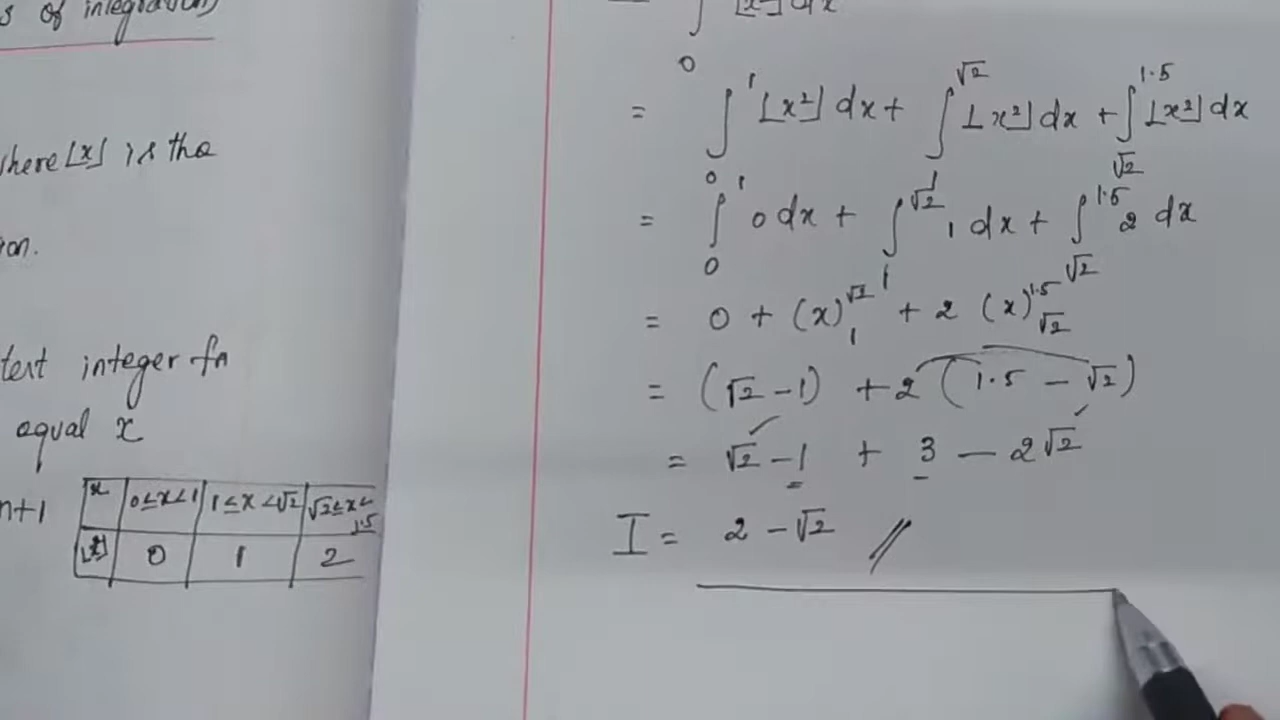 s of integration)
where ⌊x⌋ is the
on.
test integer fn
equal x
n+1
x | 0≤x<1 | 1≤x<√2 | √2≤x<1.5
0 | 1 | 2
= ∫₀¹ ⌊x²⌋ dx + ∫₁^√2 ⌊x²⌋ dx + ∫_√2^1.5 ⌊x²⌋ dx
= ∫₀¹ 0 dx + ∫₁^√2 1 dx + ∫_√2^1.5 2 dx
= 0 + (x)₁^√2 + 2 (x)_√2^1.5
= (√2 - 1) + 2 (1.5 - √2)
= √2 - 1 + 3 - 2√2
I = 2 - √2 //